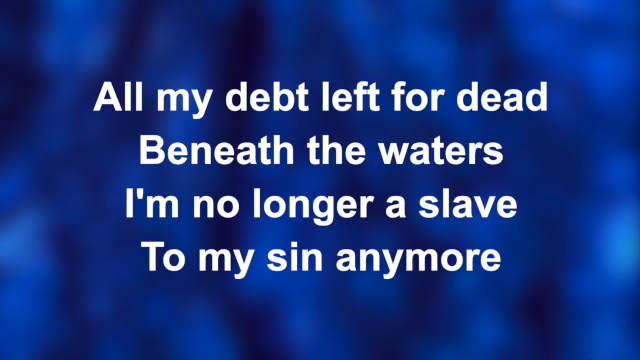 All my debt left for dead
Beneath the waters
I'm no longer a slave
To my sin anymore